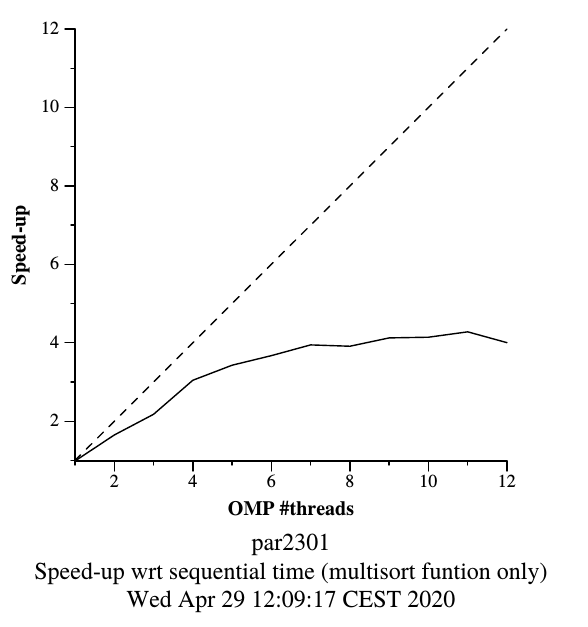 12
10
8
6
4
2
Speed-up
2 4 6 8 10 12
OMP #threads
par2301
Speed-up wrt sequential time (multisort funtion only)
Wed Apr 29 12:09:17 CEST 2020